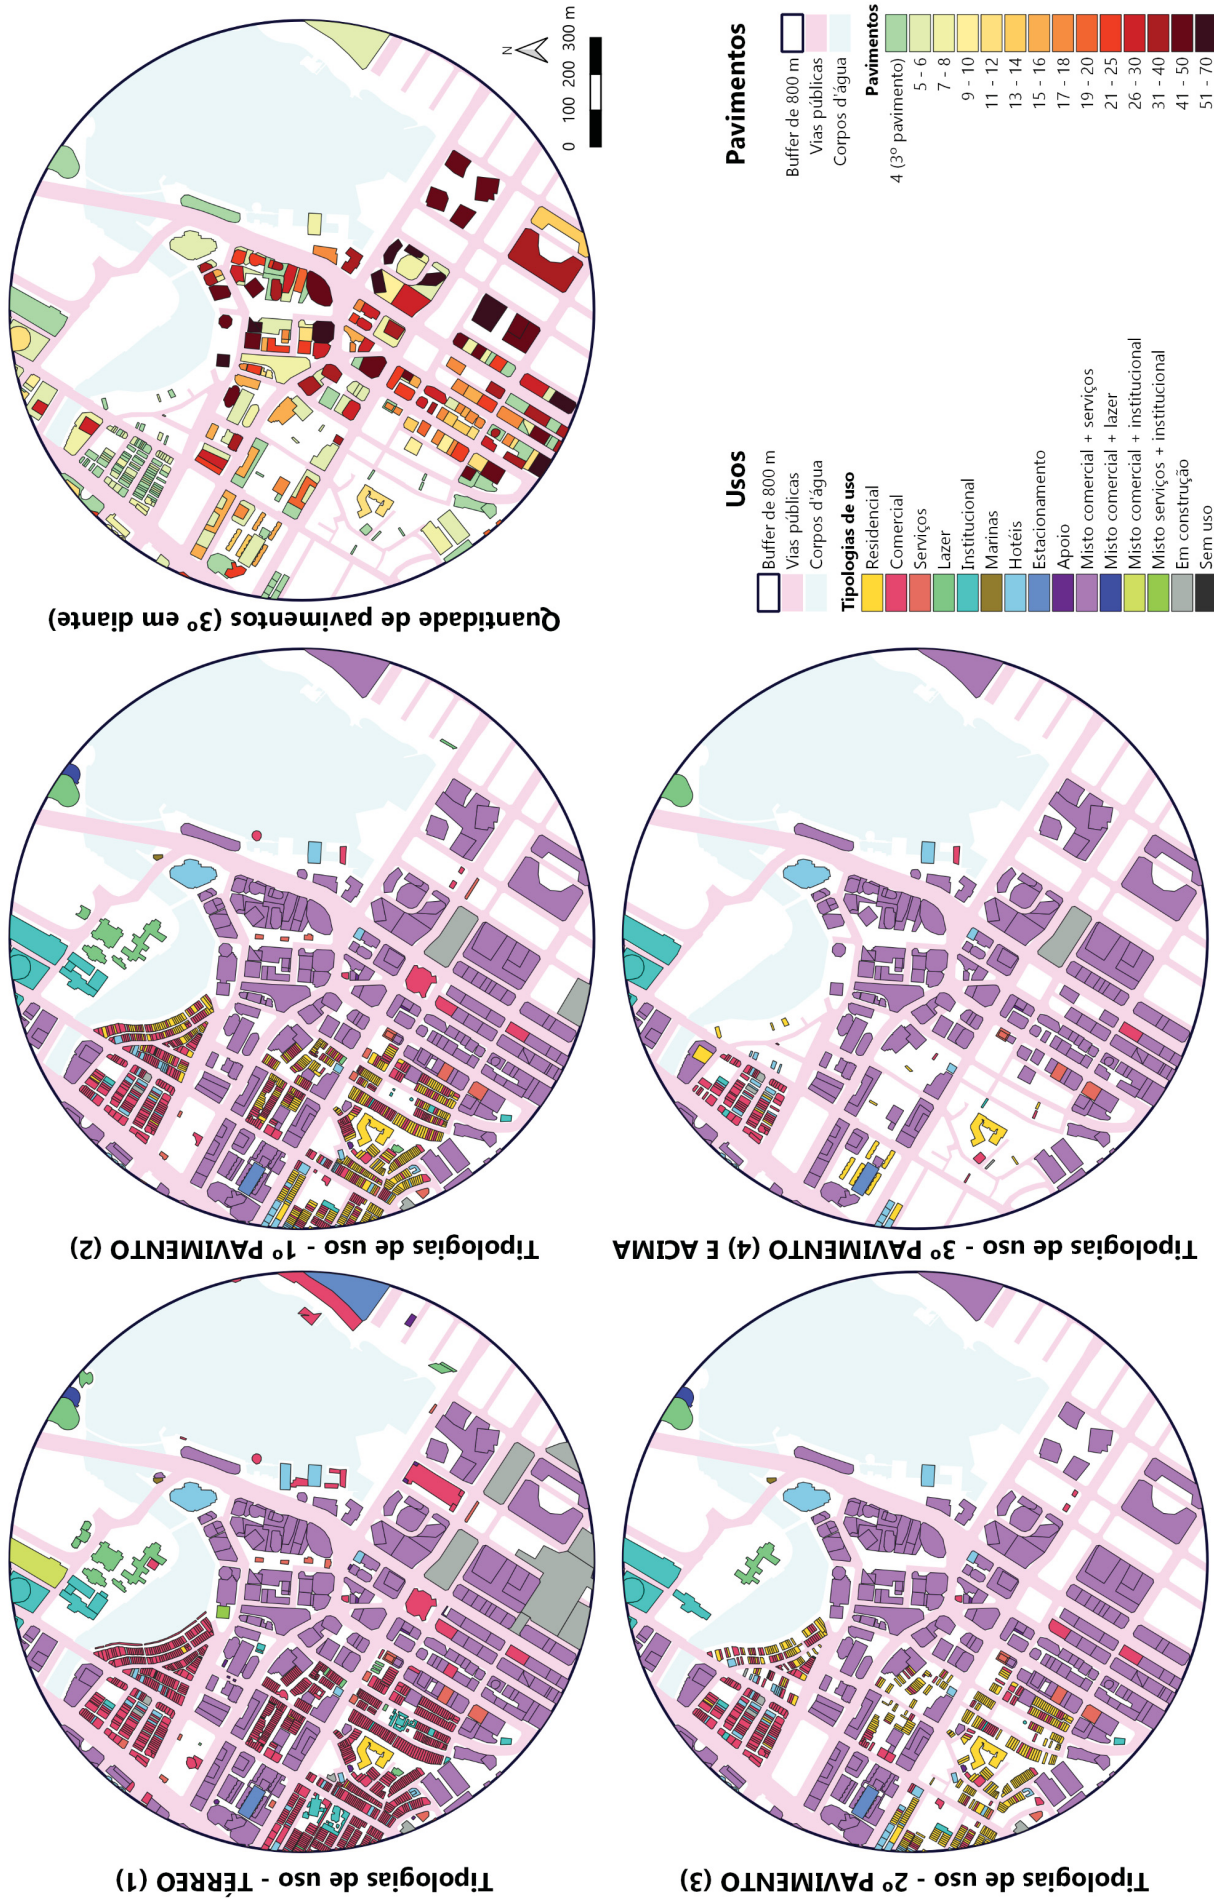 Tipologias de uso - TÉRREO (1)
Tipologias de uso - 1º PAVIMENTO (2)
Quantidade de pavimentos (3º em diante)
N
0 100 200 300 m
Tipologias de uso - 2º PAVIMENTO (3)
Tipologias de uso - 3º PAVIMENTO (4) E ACIMA
Usos
Buffer de 800 m
Vias públicas
Corpos d'água
Tipologias de uso
Residencial
Comercial
Serviços
Lazer
Institucional
Marinas
Hotéis
Estacionamento
Apoio
Misto comercial + serviços
Misto comercial + lazer
Misto comercial + institucional
Misto serviços + institucional
Em construção
Sem uso
Pavimentos
Buffer de 800 m
Vias públicas
Corpos d'água
Pavimentos
4 (3º pavimento)
5 - 6
7 - 8
9 - 10
11 - 12
13 - 14
15 - 16
17 - 18
19 - 20
21 - 25
26 - 30
31 - 40
41 - 50
51 - 70